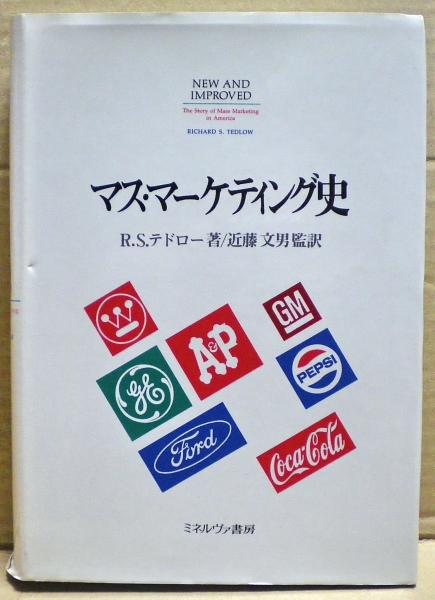 NEW AND
IMPROVED
The Story of Mass Marketing
in America
RICHARD S. TEDLOW
マス・マーケティング史
R.S.テドロー著/近藤文男監訳
W
GM
A&P
GE
PEPSI
Ford
Coca-Cola
ミネルヴァ書房